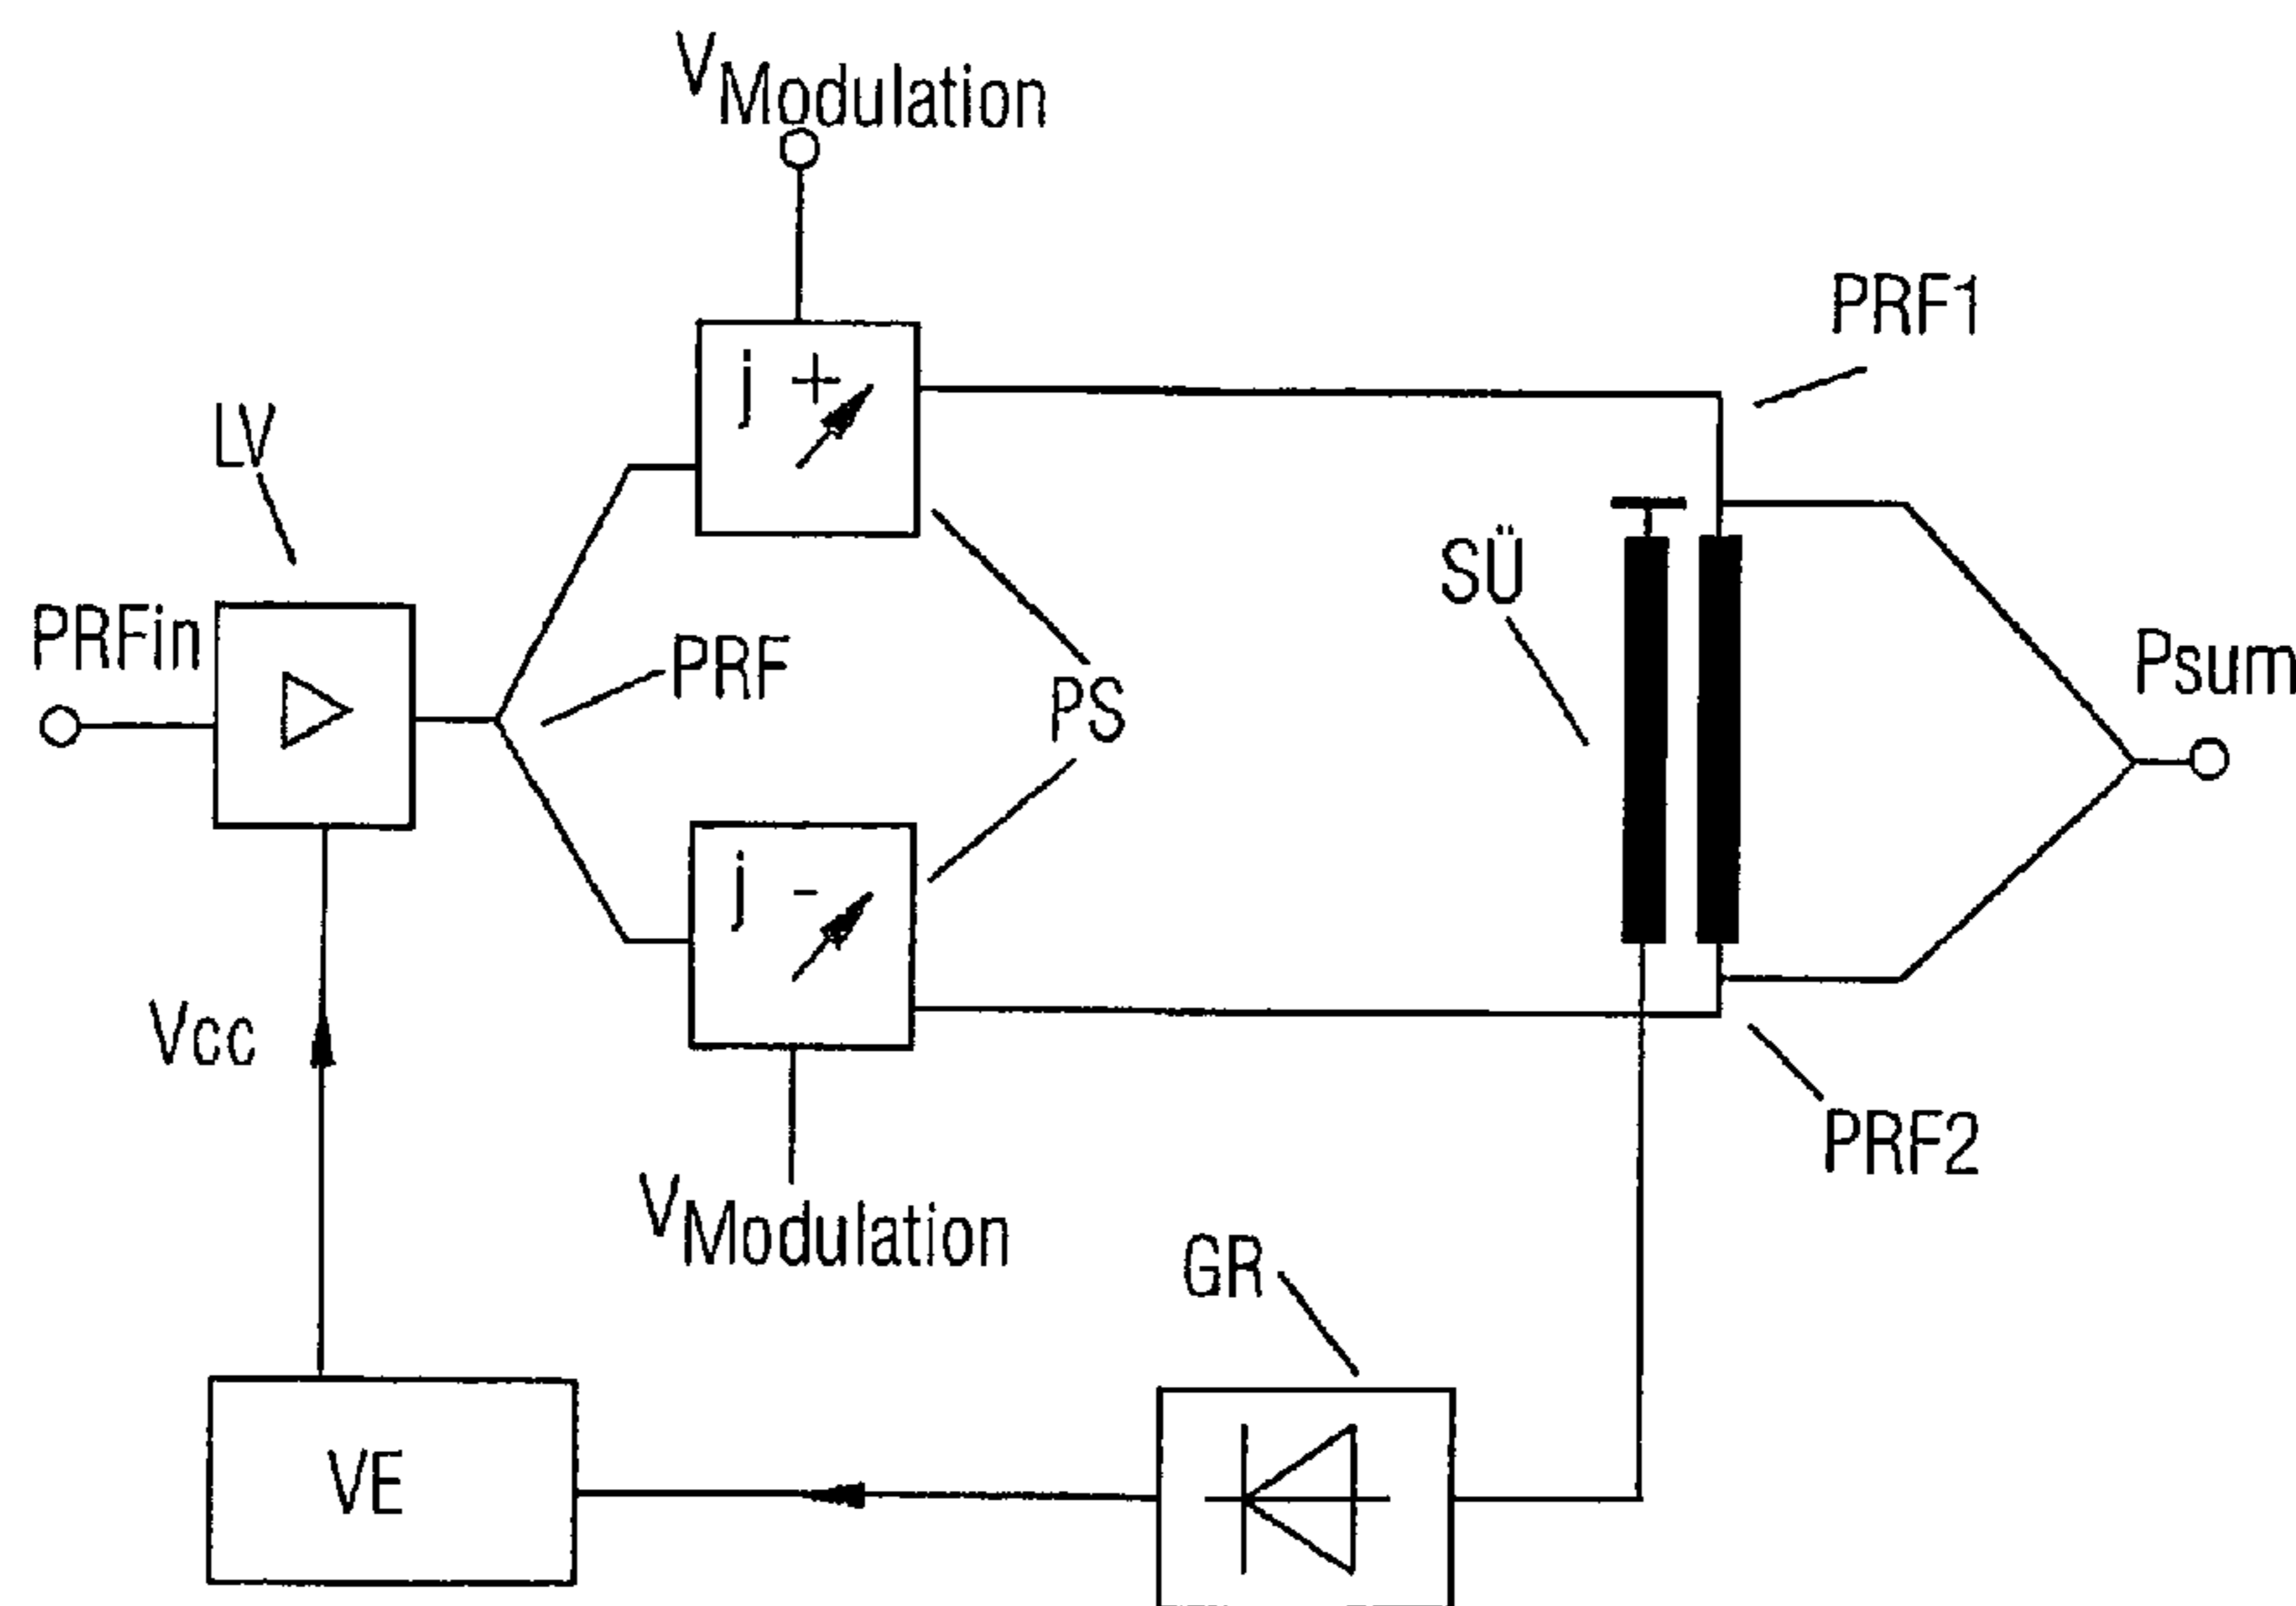 VModulation
PRF1
LV
j +
SÜ
PRFin
PRF
PS
Psum
j -
Vcc
PRF2
VModulation
GR
VE